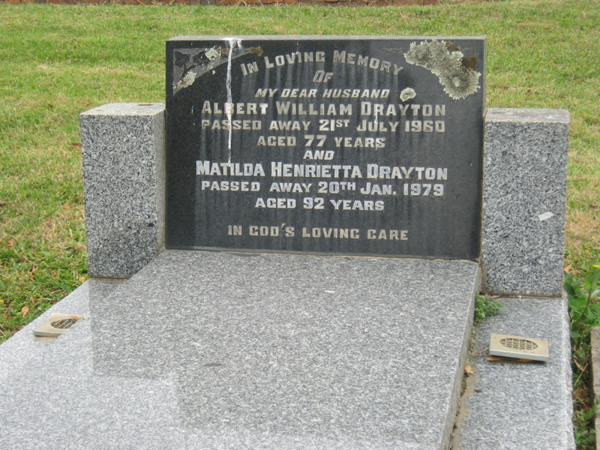 IN LOVING MEMORY
OF
MY DEAR HUSBAND
ALBERT WILLIAM DRAYTON
PASSED AWAY 21ST JULY 1960
AGED 77 YEARS
AND
MATILDA HENRIETTA DRAYTON
PASSED AWAY 20TH JAN. 1979
AGED 92 YEARS
IN GOD'S LOVING CARE